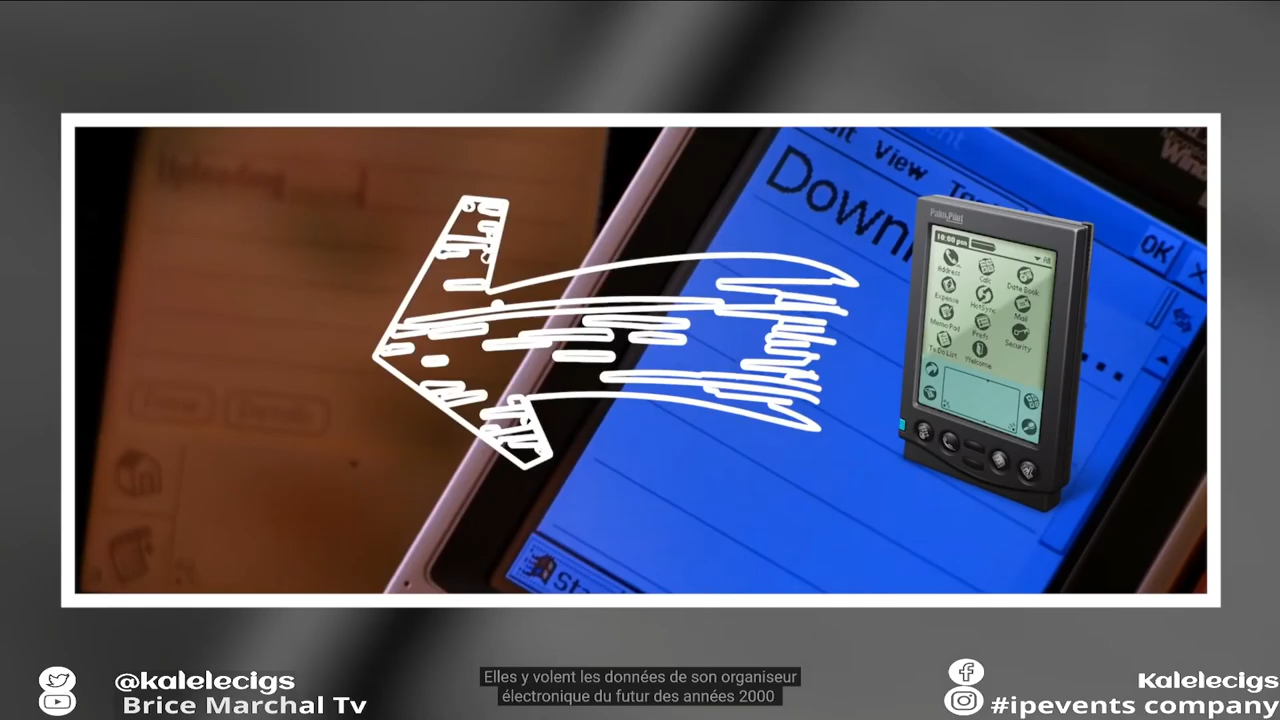 View
Down
OK
Palm Pilot
10:00 pm
All
Address
Calc
Date Book
Expense
HotSync
Mail
Memo Pad
Prefs
Security
To Do List
Welcome
@kalelecigs
Brice Marchal Tv
Elles y volent les données de son organiseur
électronique du futur des années 2000
Kalelecigs
#ipevents company